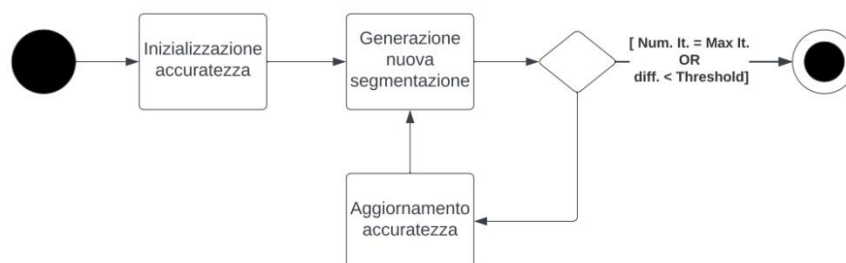 Inizializzazione
accuratezza
Generazione
nuova
segmentazione
[ Num. It. = Max It.
OR
diff. < Threshold]
Aggiornamento
accuratezza